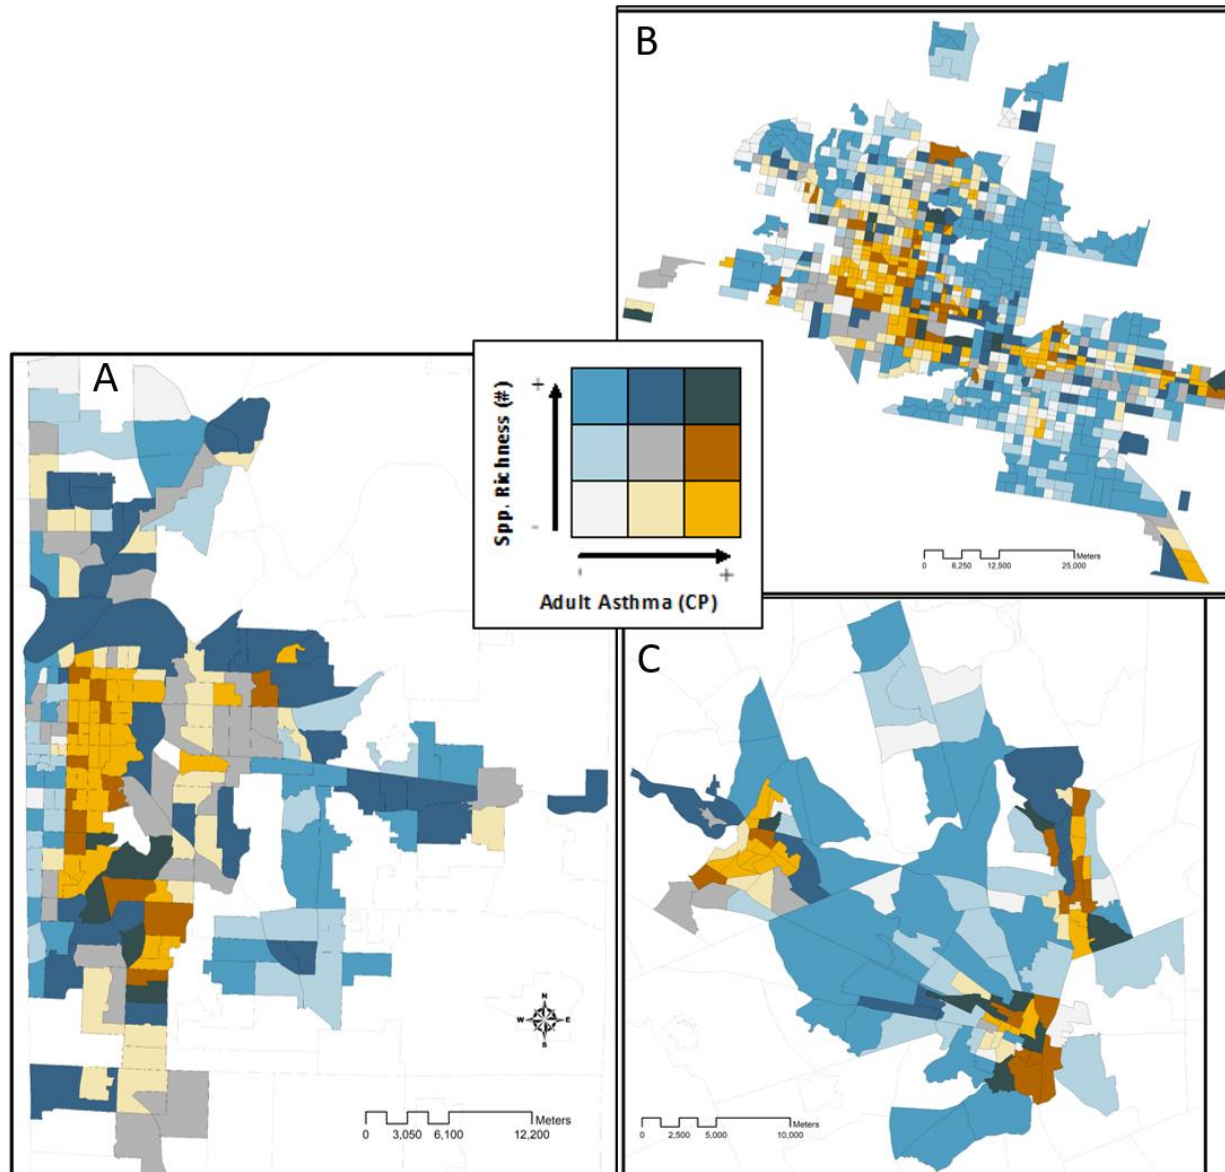 B
0 6,250 12,500 25,000 Meters
A
Spp. Richness (#)
+
-
- +
Adult Asthma (CP)
C
N
W E
S
0 3,050 6,100 12,200 Meters
0 2,500 5,000 10,000 Meters